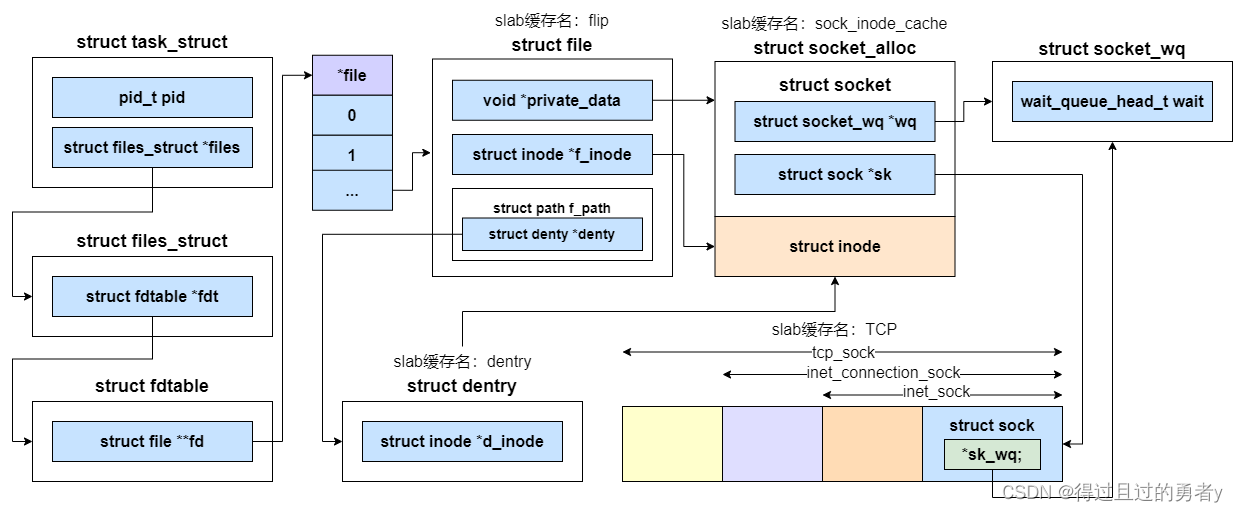 struct task_struct
pid_t pid
struct files_struct *files
struct files_struct
struct fdtable *fdt
struct fdtable
struct file **fd
*file
0
1
...
slab缓存名：flip
struct file
void *private_data
struct inode *f_inode
struct path f_path
struct denty *denty
slab缓存名：dentry
struct dentry
struct inode *d_inode
slab缓存名：sock_inode_cache
struct socket_alloc
struct socket
struct socket_wq *wq
struct sock *sk
struct inode
struct socket_wq
wait_queue_head_t wait
slab缓存名：TCP
tcp_sock
inet_connection_sock
inet_sock
struct sock
*sk_wq;
CSDN @得过且过的勇者y